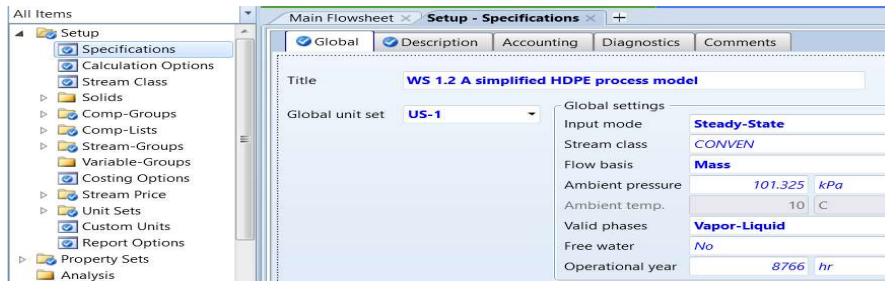 All Items
Setup
Specifications
Calculation Options
Stream Class
Solids
Comp-Groups
Comp-Lists
Stream-Groups
Variable-Groups
Costing Options
Stream Price
Unit Sets
Custom Units
Report Options
Property Sets
Analysis
Main Flowsheet × Setup - Specifications × +
Global Description Accounting Diagnostics Comments
Title WS 1.2 A simplified HDPE process model
Global unit set US-1
Global settings
Input mode Steady-State
Stream class CONVEN
Flow basis Mass
Ambient pressure 101.325 kPa
Ambient temp. 10 C
Valid phases Vapor-Liquid
Free water No
Operational year 8766 hr